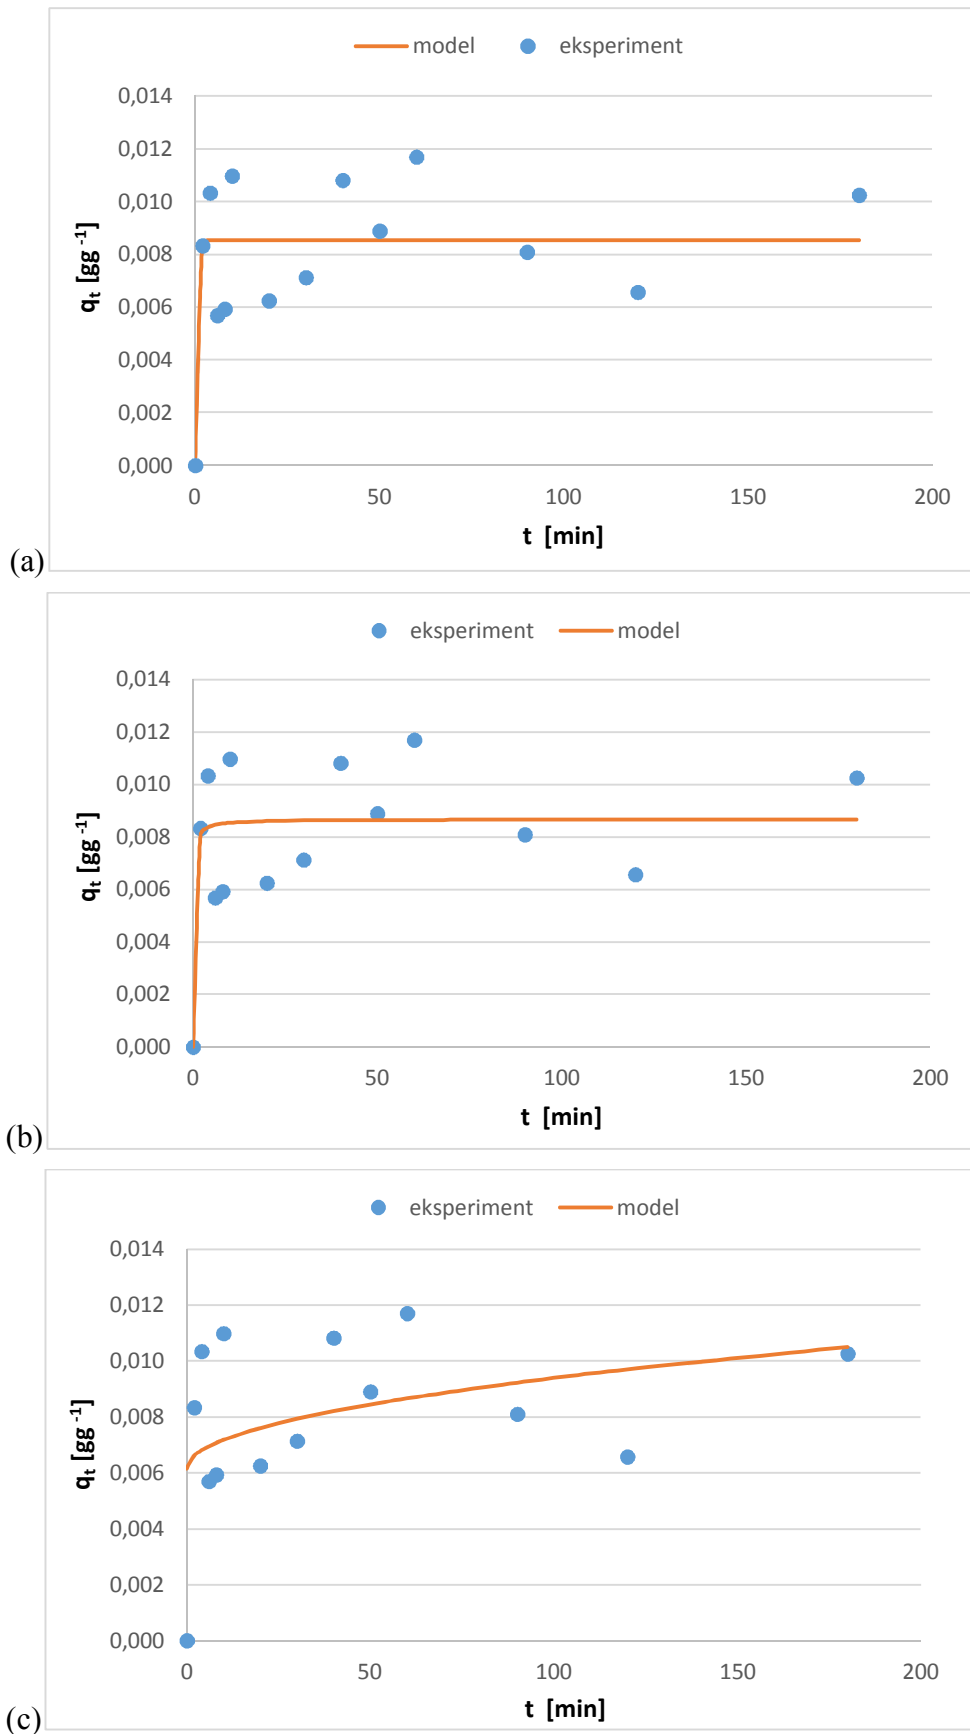 model eksperiment
0,014
0,012
0,010
0,008
0,006
0,004
0,002
0,000
qt [gg -1]
0 50 100 150 200
t [min]
(a)
eksperiment model
0,014
0,012
0,010
0,008
0,006
0,004
0,002
0,000
qt [gg -1]
0 50 100 150 200
t [min]
(b)
eksperiment model
0,014
0,012
0,010
0,008
0,006
0,004
0,002
0,000
qt [gg -1]
0 50 100 150 200
t [min]
(c)